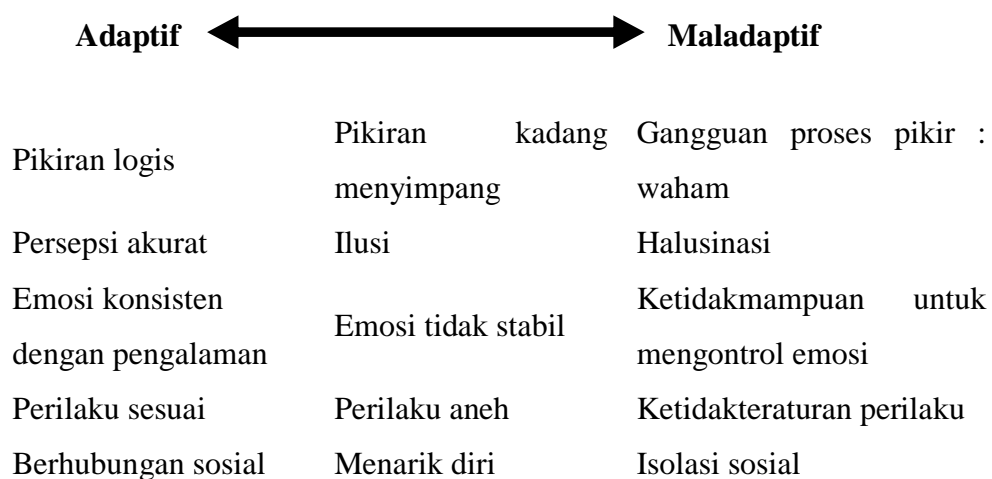 Adaptif Maladaptif
Pikiran logis
Pikiran kadang
menyimpang
Gangguan proses pikir :
waham
Persepsi akurat
Ilusi
Halusinasi
Emosi konsisten
dengan pengalaman
Emosi tidak stabil
Ketidakmampuan untuk
mengontrol emosi
Perilaku sesuai
Perilaku aneh
Ketidakteraturan perilaku
Berhubungan sosial
Menarik diri
Isolasi sosial